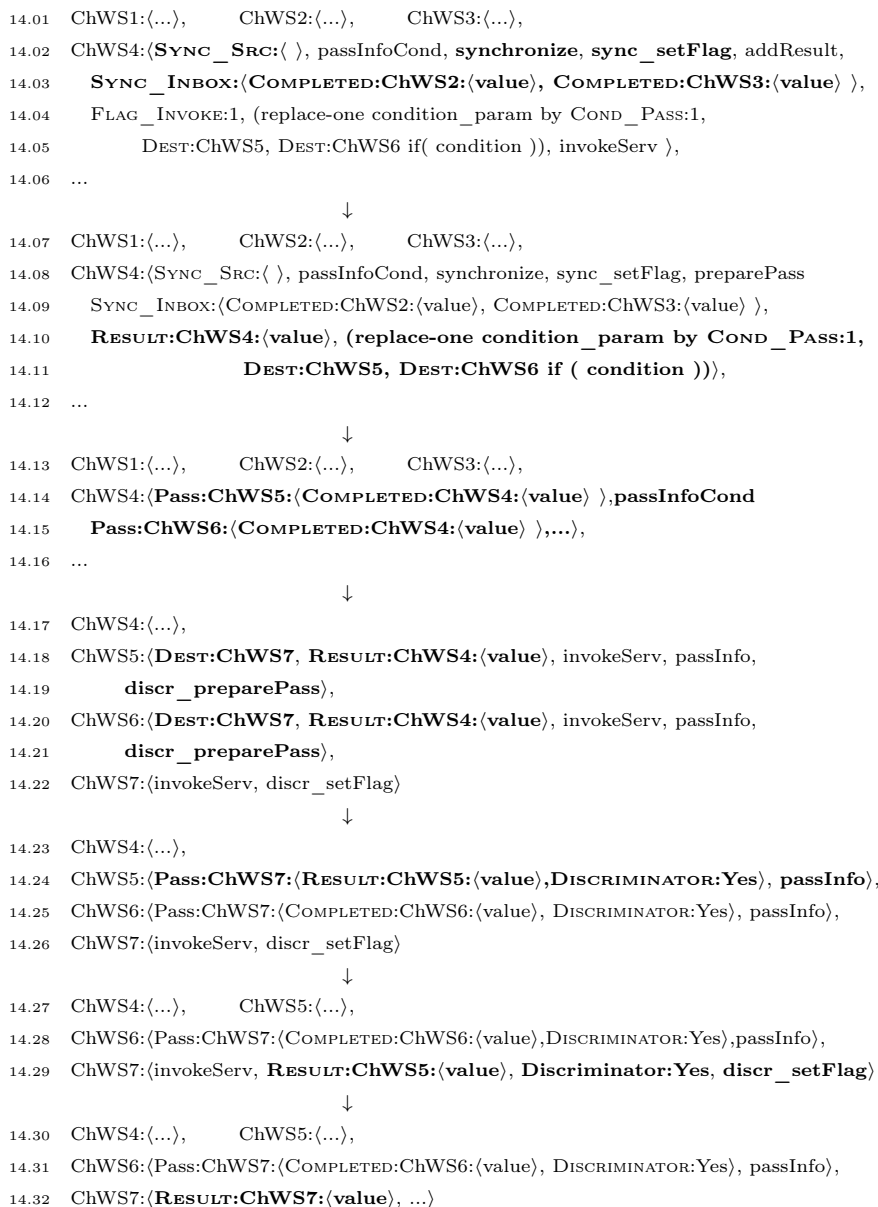 14.01 ChWS1:⟨...⟩, ChWS2:⟨...⟩, ChWS3:⟨...⟩,
14.02 ChWS4:⟨SYNC_SRC:⟨ ⟩, passInfoCond, synchronize, sync_setFlag, addResult,
14.03 SYNC_INBOX:⟨COMPLETED:ChWS2:⟨value⟩, COMPLETED:ChWS3:⟨value⟩ ⟩,
14.04 FLAG_INVOKE:1, (replace-one condition_param by COND_PASS:1,
14.05 DEST:ChWS5, DEST:ChWS6 if( condition )), invokeServ ⟩,
14.06 ...
↓
14.07 ChWS1:⟨...⟩, ChWS2:⟨...⟩, ChWS3:⟨...⟩,
14.08 ChWS4:⟨SYNC_SRC:⟨ ⟩, passInfoCond, synchronize, sync_setFlag, preparePass
14.09 SYNC_INBOX:⟨COMPLETED:ChWS2:⟨value⟩, COMPLETED:ChWS3:⟨value⟩ ⟩,
14.10 RESULT:ChWS4:⟨value⟩, (replace-one condition_param by COND_PASS:1,
14.11 DEST:ChWS5, DEST:ChWS6 if ( condition ))⟩,
14.12 ...
↓
14.13 ChWS1:⟨...⟩, ChWS2:⟨...⟩, ChWS3:⟨...⟩,
14.14 ChWS4:⟨Pass:ChWS5:⟨COMPLETED:ChWS4:⟨value⟩ ⟩,passInfoCond
14.15 Pass:ChWS6:⟨COMPLETED:ChWS4:⟨value⟩ ⟩,...⟩,
14.16 ...
↓
14.17 ChWS4:⟨...⟩,
14.18 ChWS5:⟨DEST:ChWS7, RESULT:ChWS4:⟨value⟩, invokeServ, passInfo,
14.19 discr_preparePass⟩,
14.20 ChWS6:⟨DEST:ChWS7, RESULT:ChWS4:⟨value⟩, invokeServ, passInfo,
14.21 discr_preparePass⟩,
14.22 ChWS7:⟨invokeServ, discr_setFlag⟩
↓
14.23 ChWS4:⟨...⟩,
14.24 ChWS5:⟨Pass:ChWS7:⟨RESULT:ChWS5:⟨value⟩,DISCRIMINATOR:Yes⟩, passInfo⟩,
14.25 ChWS6:⟨Pass:ChWS7:⟨COMPLETED:ChWS6:⟨value⟩, DISCRIMINATOR:Yes⟩, passInfo⟩,
14.26 ChWS7:⟨invokeServ, discr_setFlag⟩
↓
14.27 ChWS4:⟨...⟩, ChWS5:⟨...⟩,
14.28 ChWS6:⟨Pass:ChWS7:⟨COMPLETED:ChWS6:⟨value⟩,DISCRIMINATOR:Yes⟩,passInfo⟩,
14.29 ChWS7:⟨invokeServ, RESULT:ChWS5:⟨value⟩, Discriminator:Yes, discr_setFlag⟩
↓
14.30 ChWS4:⟨...⟩, ChWS5:⟨...⟩,
14.31 ChWS6:⟨Pass:ChWS7:⟨COMPLETED:ChWS6:⟨value⟩, DISCRIMINATOR:Yes⟩, passInfo⟩,
14.32 ChWS7:⟨RESULT:ChWS7:⟨value⟩, ...⟩